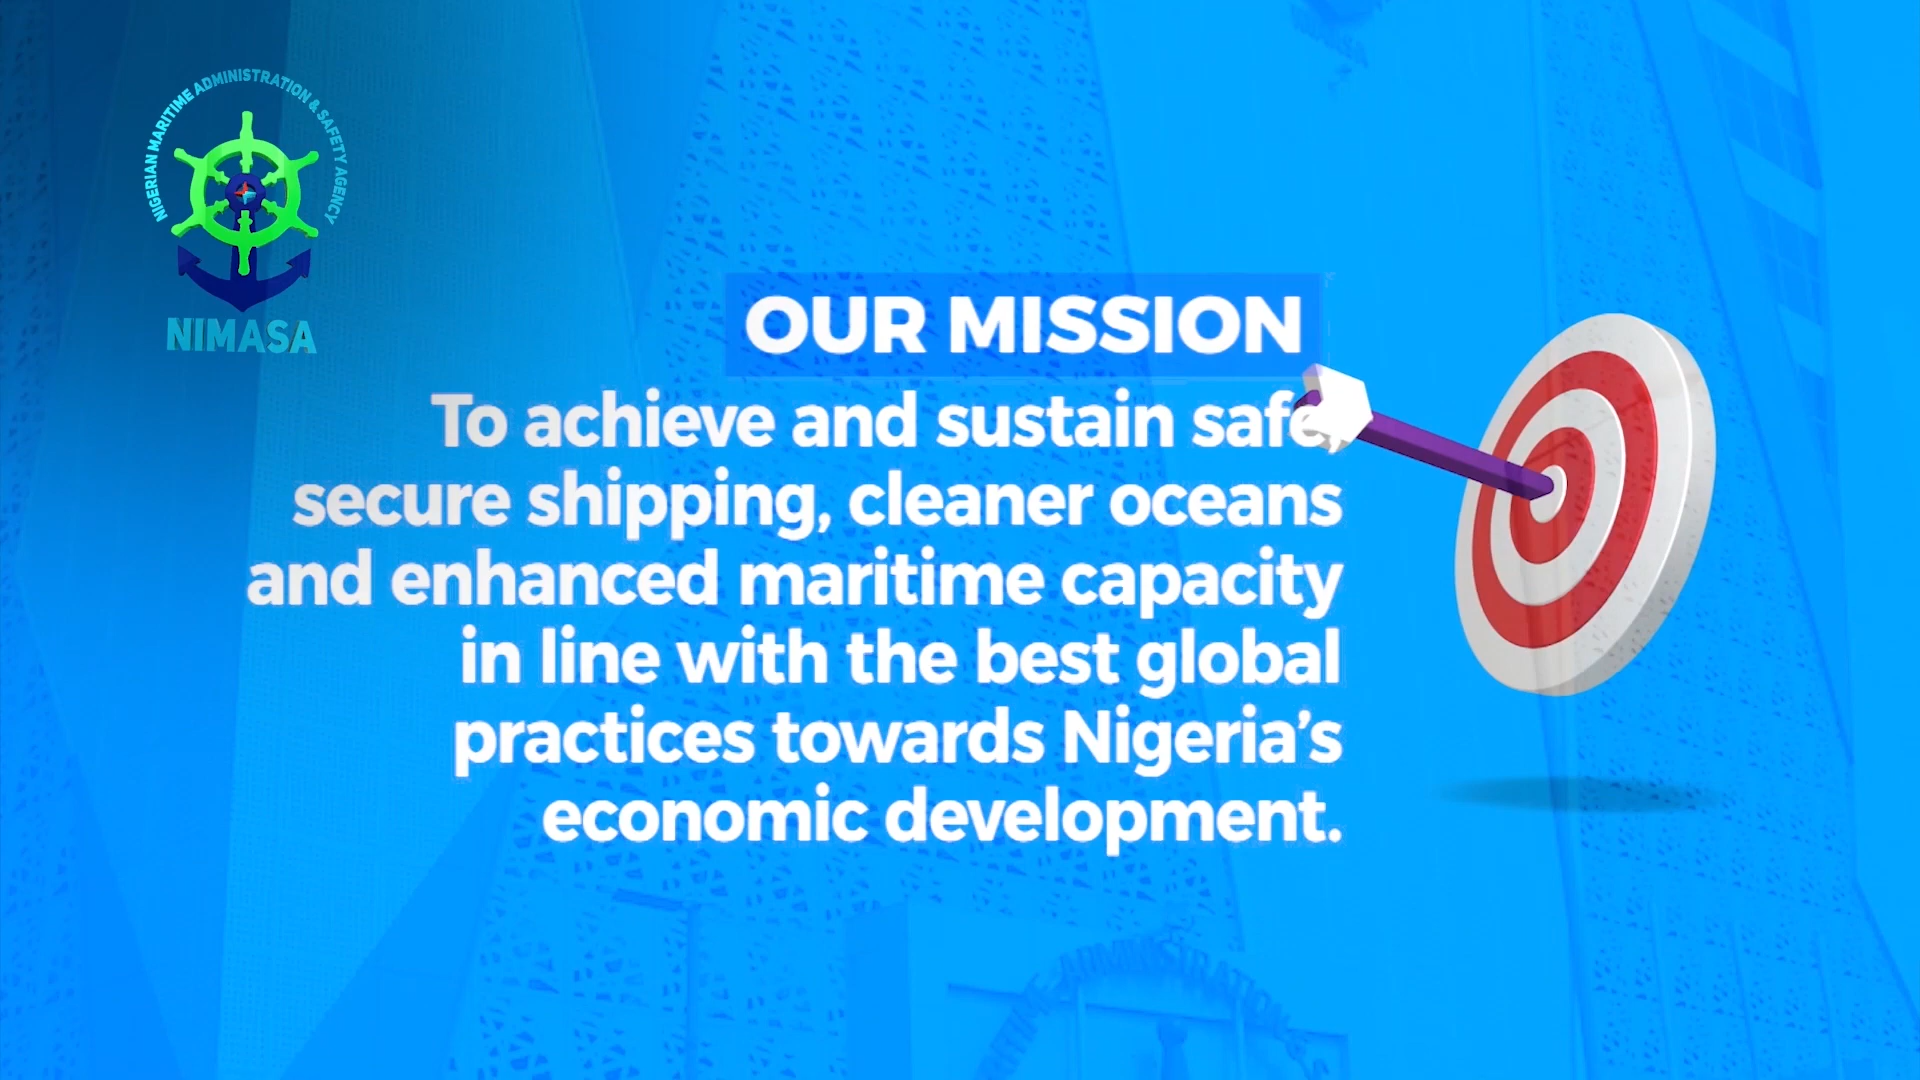 NIGERIAN MARITIME ADMINISTRATION & SAFETY AGENCY
NIMASA
OUR MISSION
To achieve and sustain safe,
secure shipping, cleaner oceans
and enhanced maritime capacity
in line with the best global
practices towards Nigeria’s
economic development.
ADMINISTRATION